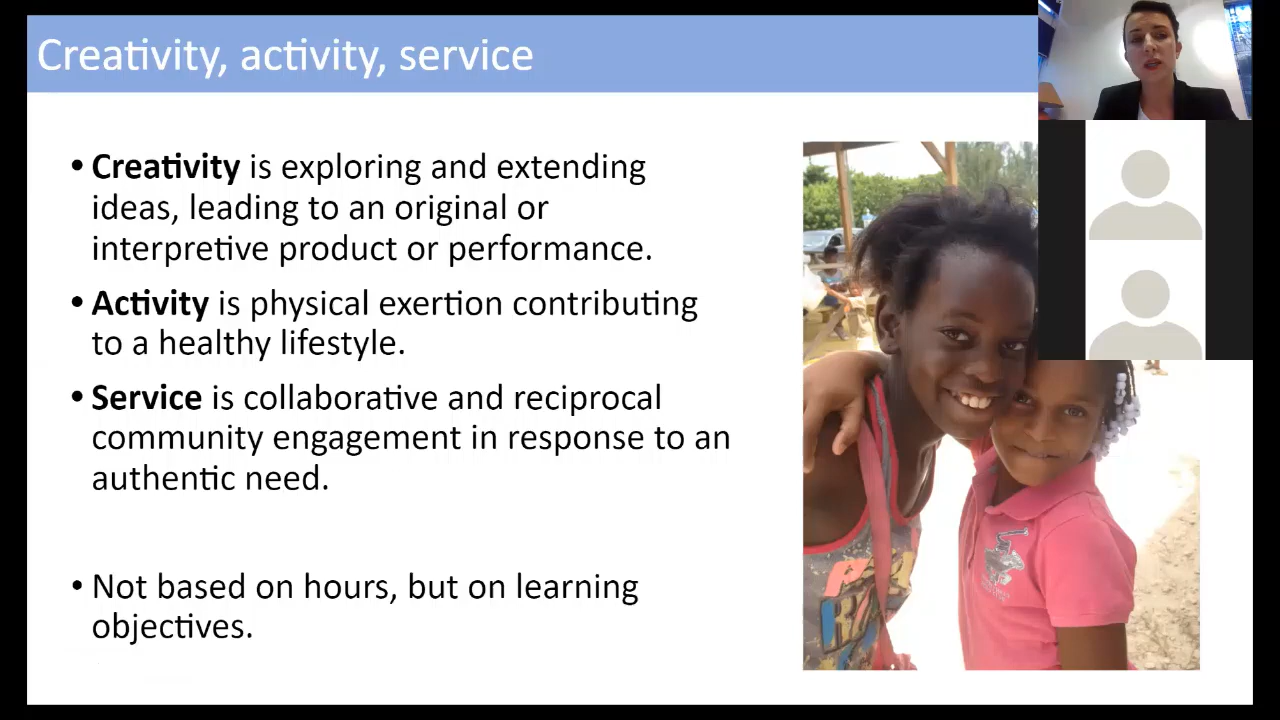 Creativity, activity, service
• Creativity is exploring and extending
ideas, leading to an original or
interpretive product or performance.
• Activity is physical exertion contributing
to a healthy lifestyle.
• Service is collaborative and reciprocal
community engagement in response to an
authentic need.
• Not based on hours, but on learning
objectives.